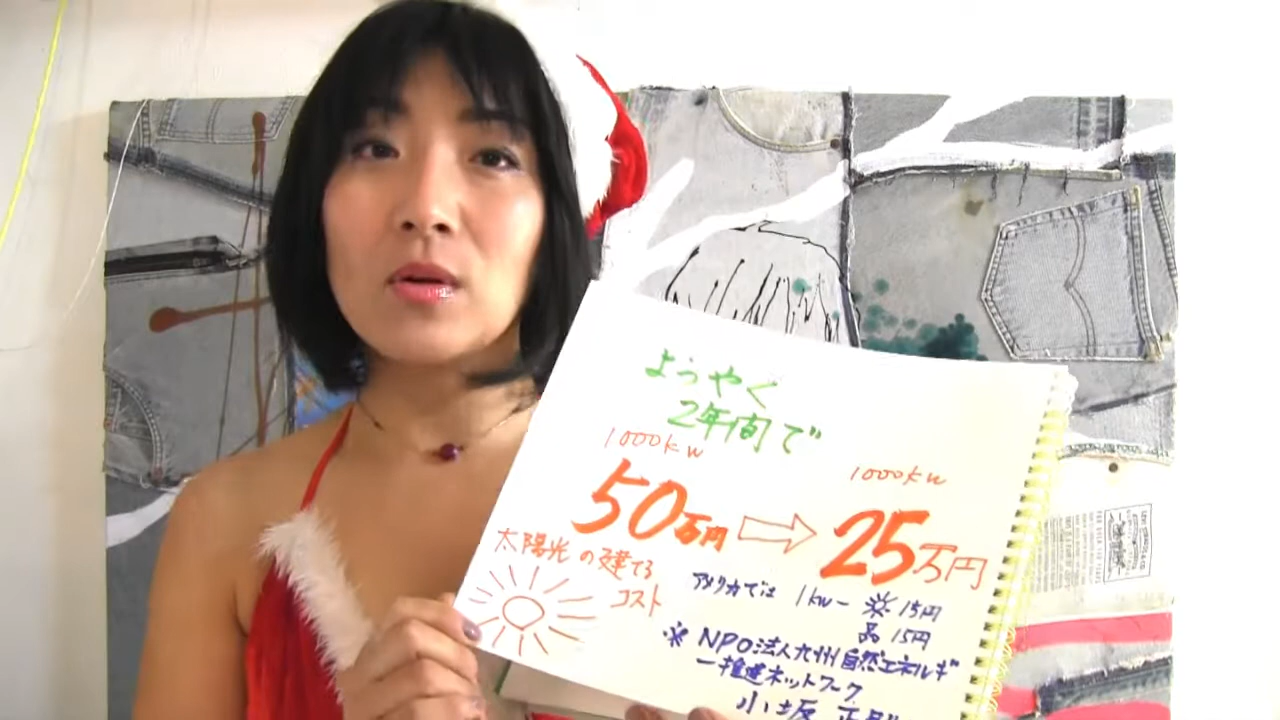 ようやく
2年間で
1000kw
1000kw
50万円 ⇨ 25万円
太陽光の建てる
コスト
アメリカでは 1kw- 15円
15円
※ NPO法人九州自然エネルギ
ー推進ネットワーク
小坂 正